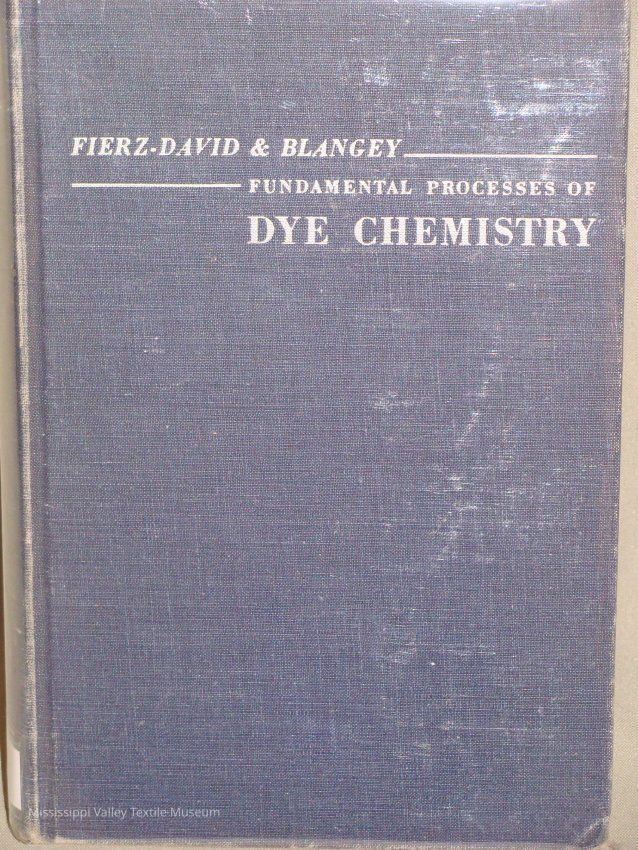 FIERZ-DAVID & BLANGEY
FUNDAMENTAL PROCESSES OF
DYE CHEMISTRY
Mississippi Valley Textile Museum